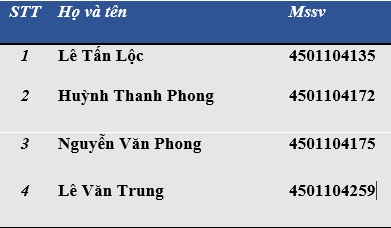 STT Họ và tên Mssv
1 Lê Tấn Lộc 4501104135
2 Huỳnh Thanh Phong 4501104172
3 Nguyễn Văn Phong 4501104175
4 Lê Văn Trung 4501104259